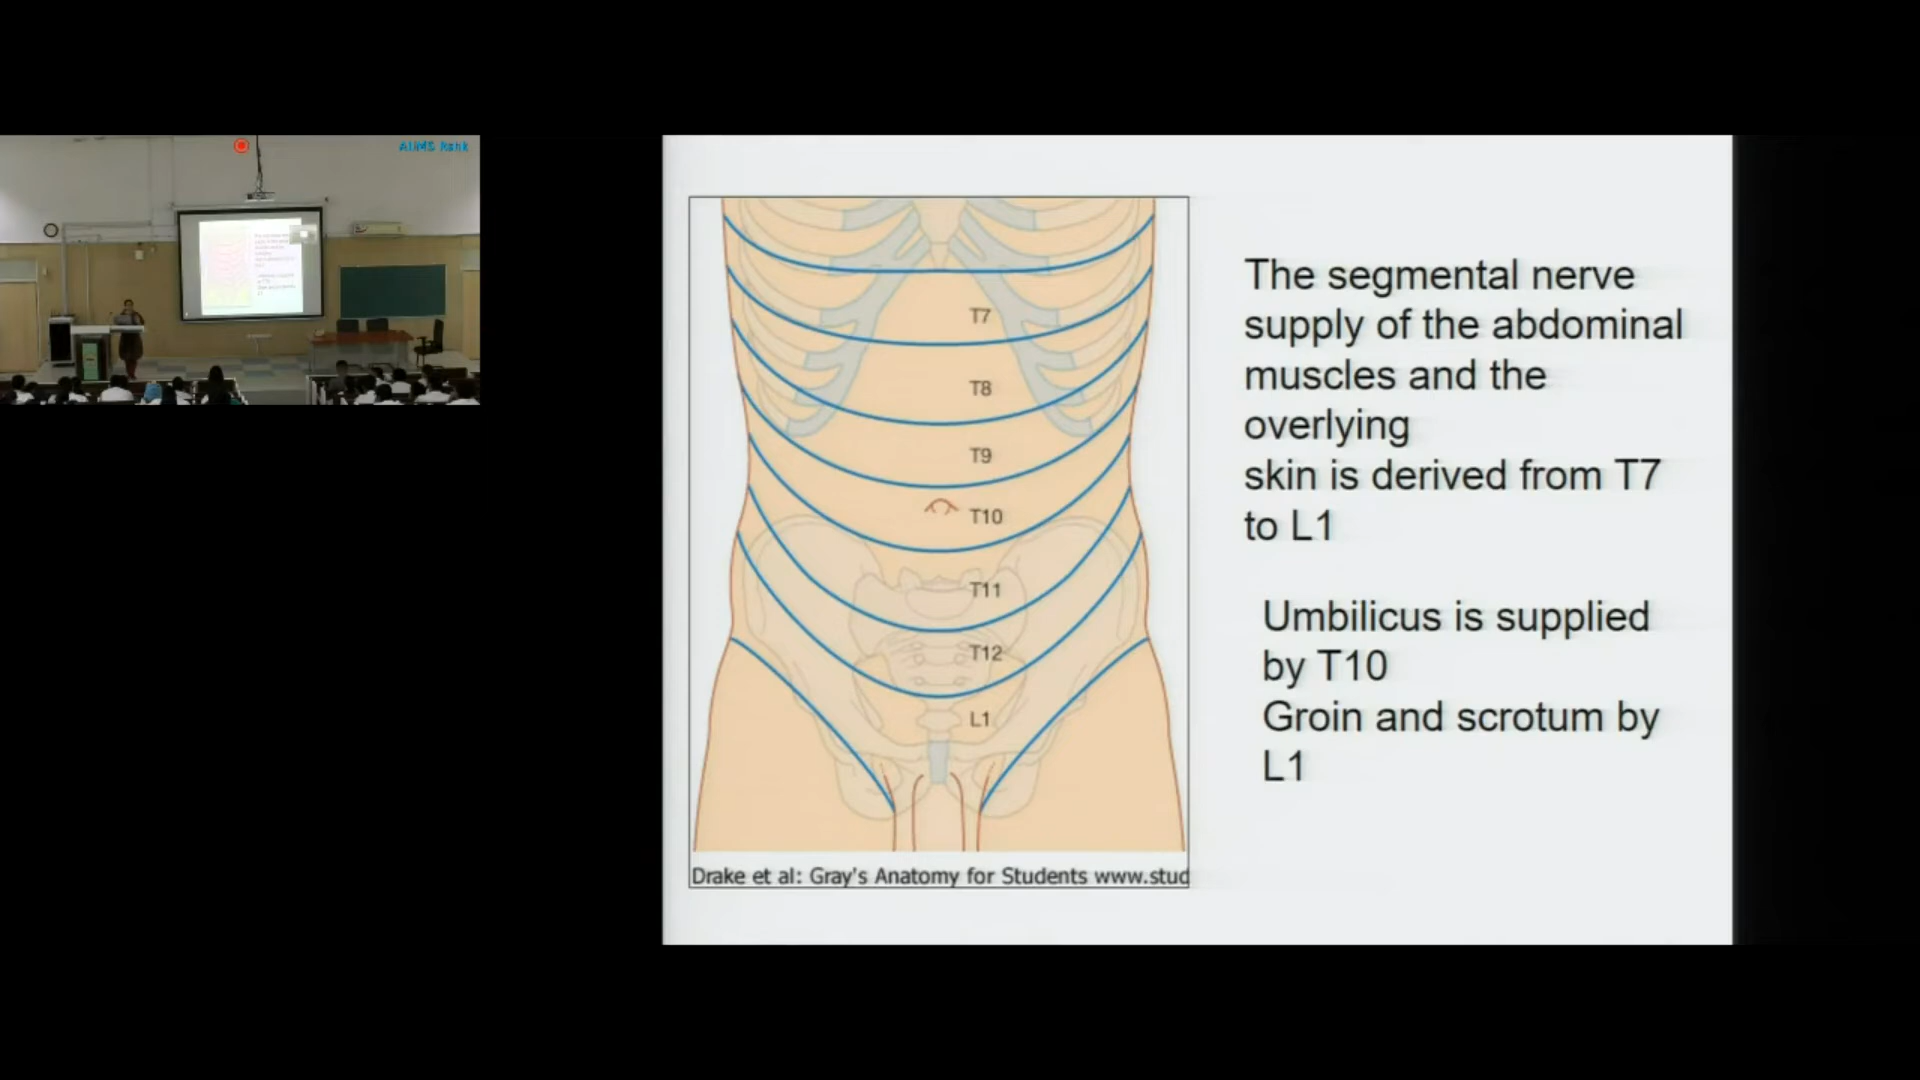 T7
T8
T9
T10
T11
T12
L1
Drake et al: Gray's Anatomy for Students www.stud
The segmental nerve
supply of the abdominal
muscles and the
overlying
skin is derived from T7
to L1
Umbilicus is supplied
by T10
Groin and scrotum by
L1